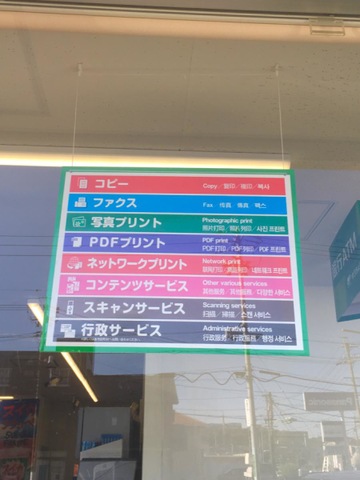 コピー
Copy／复印／複印／복사
ファクス
Fax／传真／傳真／팩스
写真プリント
Photographic print
照片打印／照片列印／사진 프린트
PDFプリント
PDF print
PDF打印／PDF列印／PDF 프린트
ネットワークプリント
Network print
网络打印／網路列印／네트워크 프린트
コンテンツサービス
Other various services
其他服务／其他服務／다양한 서비스
スキャンサービス
Scanning services
扫描／掃描／스캔 서비스
行政サービス
Administrative services
行政服务／行政服務／행정 서비스